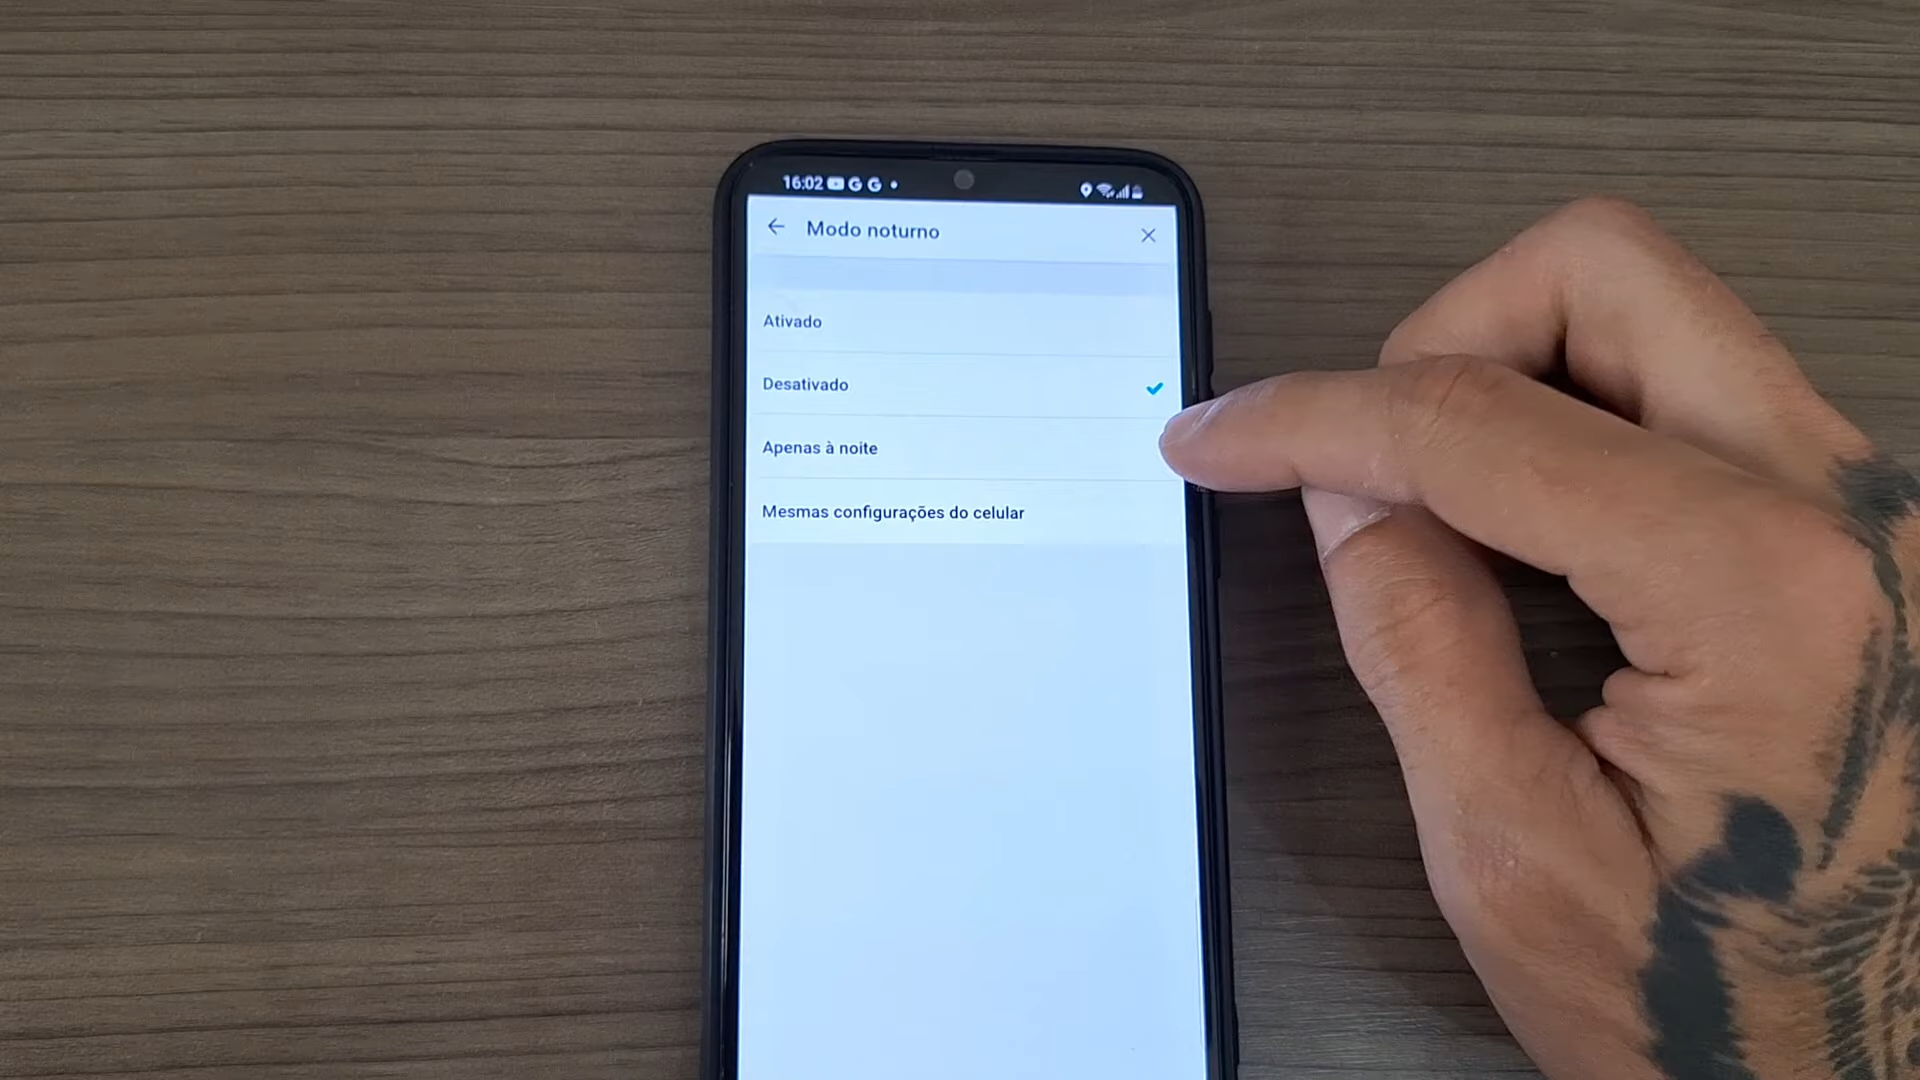 16:02
Modo noturno
Ativado
Desativado
Apenas à noite
Mesmas configurações do celular